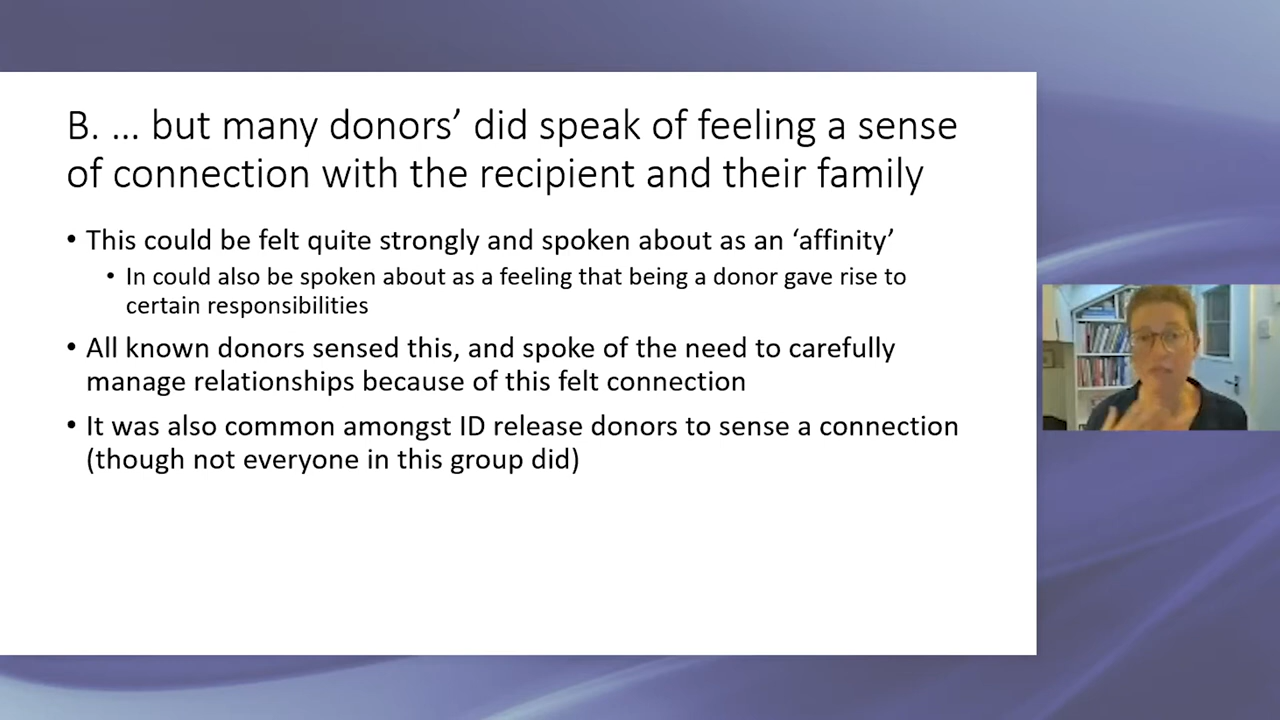 B. ... but many donors’ did speak of feeling a sense
of connection with the recipient and their family
• This could be felt quite strongly and spoken about as an ‘affinity’
• In could also be spoken about as a feeling that being a donor gave rise to
certain responsibilities
• All known donors sensed this, and spoke of the need to carefully
manage relationships because of this felt connection
• It was also common amongst ID release donors to sense a connection
(though not everyone in this group did)